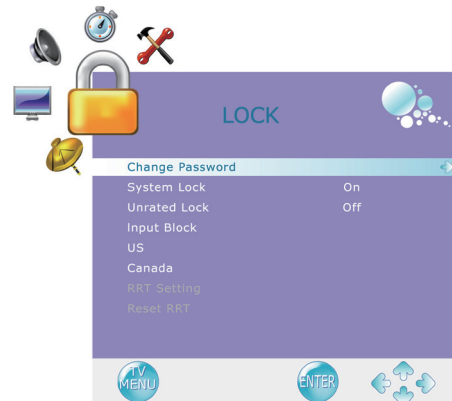 LOCK
Change Password
System Lock On
Unrated Lock Off
Input Block
US
Canada
RRT Setting
Reset RRT
TV
MENU
ENTER